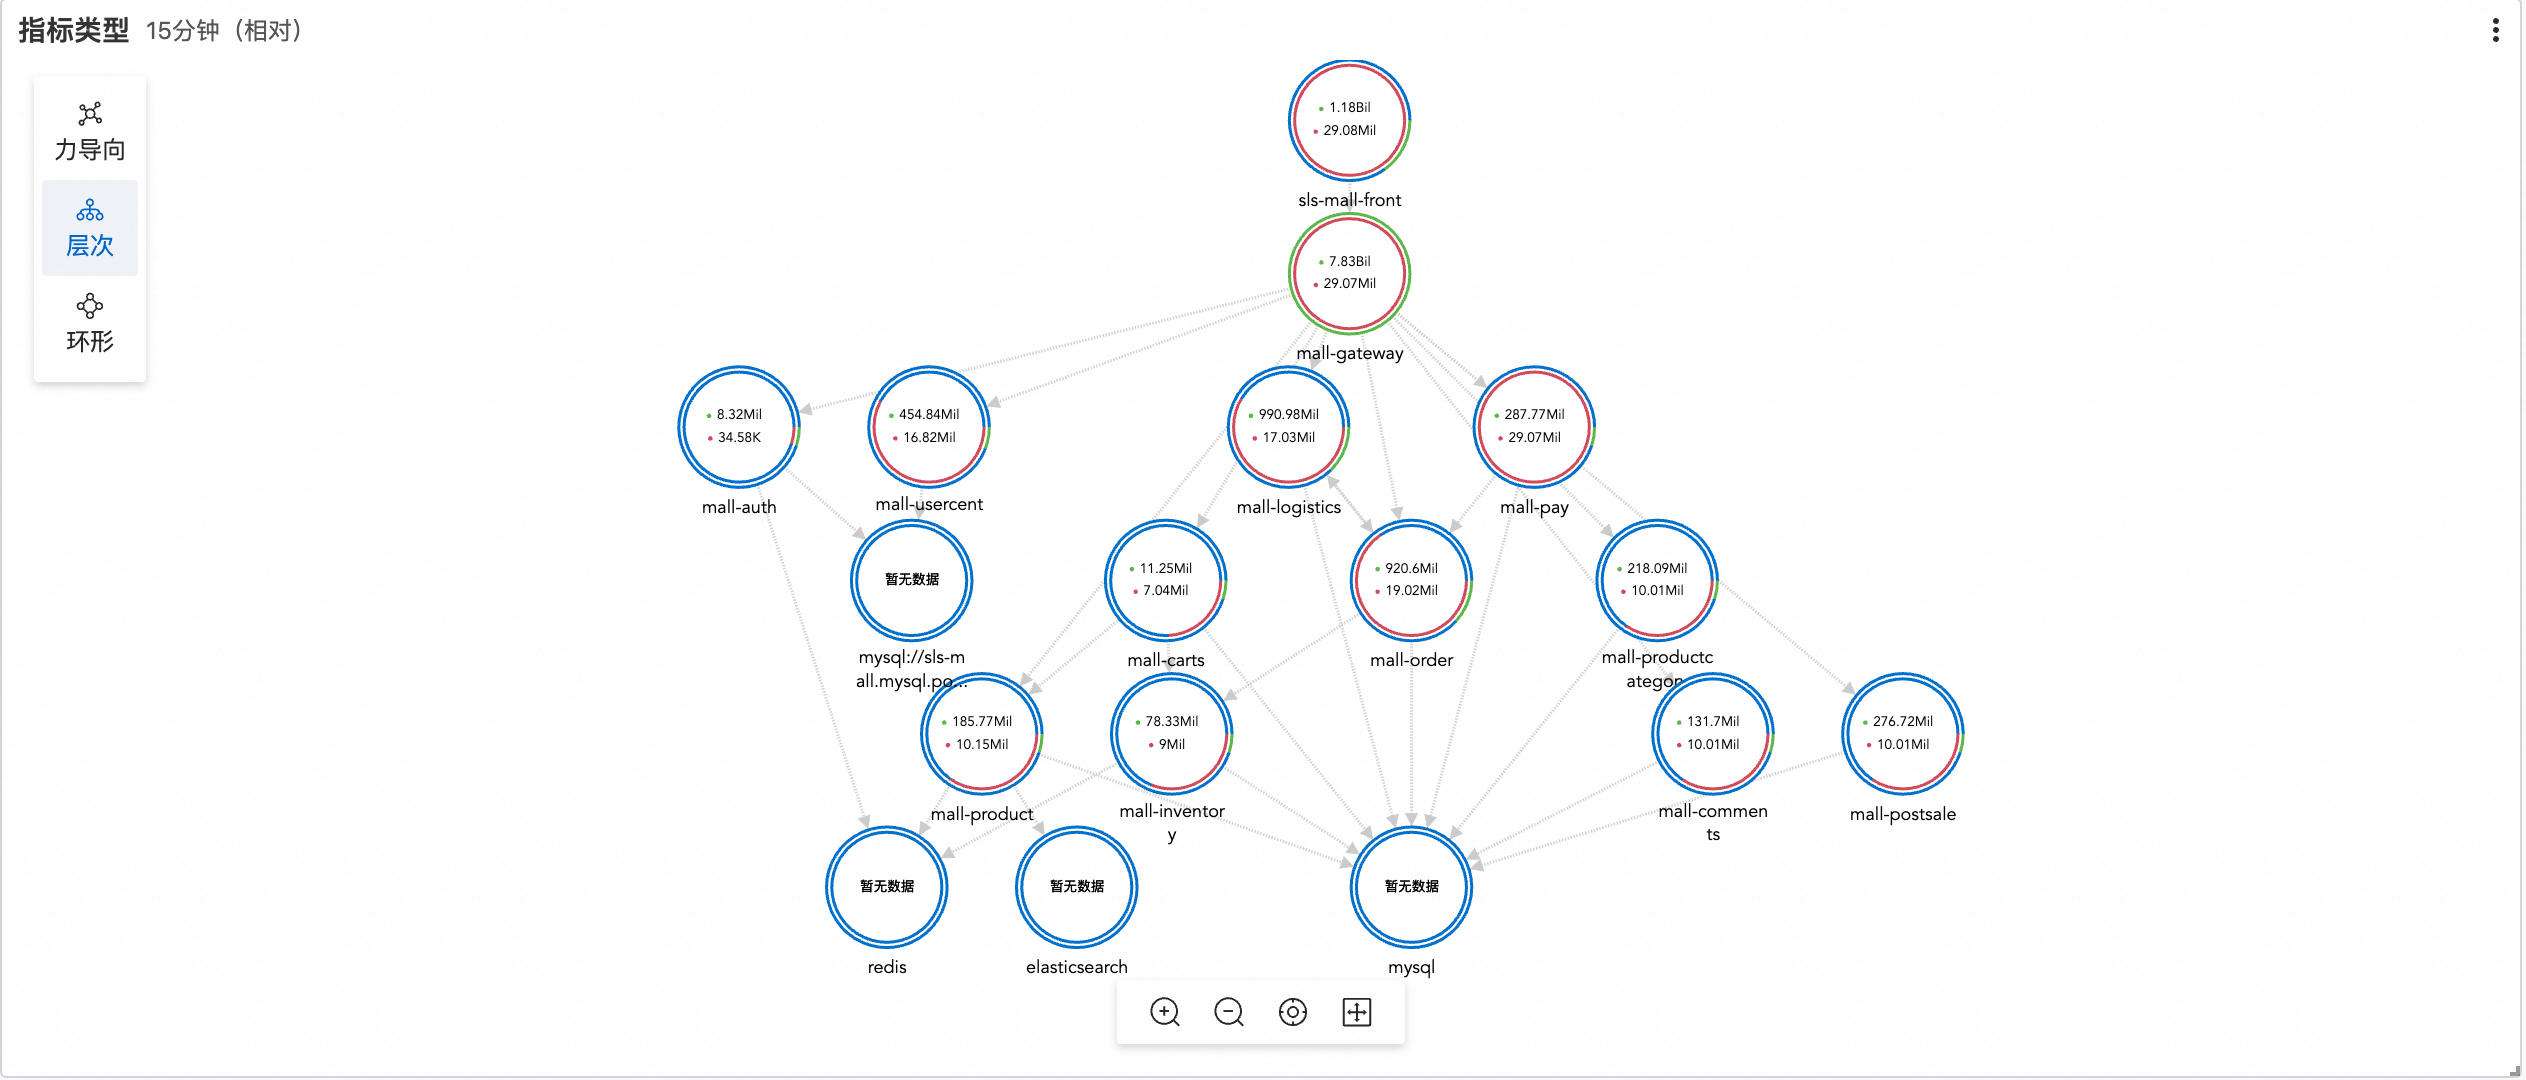 指标类型 15分钟（相对）
力导向
层次
环形
1.18Bil
29.08Mil
sls-mall-front
7.83Bil
29.07Mil
mall-gateway
8.32Mil
34.58K
mall-auth
454.84Mil
16.82Mil
mall-usercent
990.98Mil
17.03Mil
mall-logistics
287.77Mil
29.07Mil
mall-pay
暂无数据
mysql://sls-m
all.mysql.po...
11.25Mil
7.04Mil
mall-carts
920.6Mil
19.02Mil
mall-order
218.09Mil
10.01Mil
mall-productc
ategor
185.77Mil
10.15Mil
mall-product
78.33Mil
9Mil
mall-inventor
y
131.7Mil
10.01Mil
mall-commen
ts
276.72Mil
10.01Mil
mall-postsale
暂无数据
redis
暂无数据
elasticsearch
暂无数据
mysql